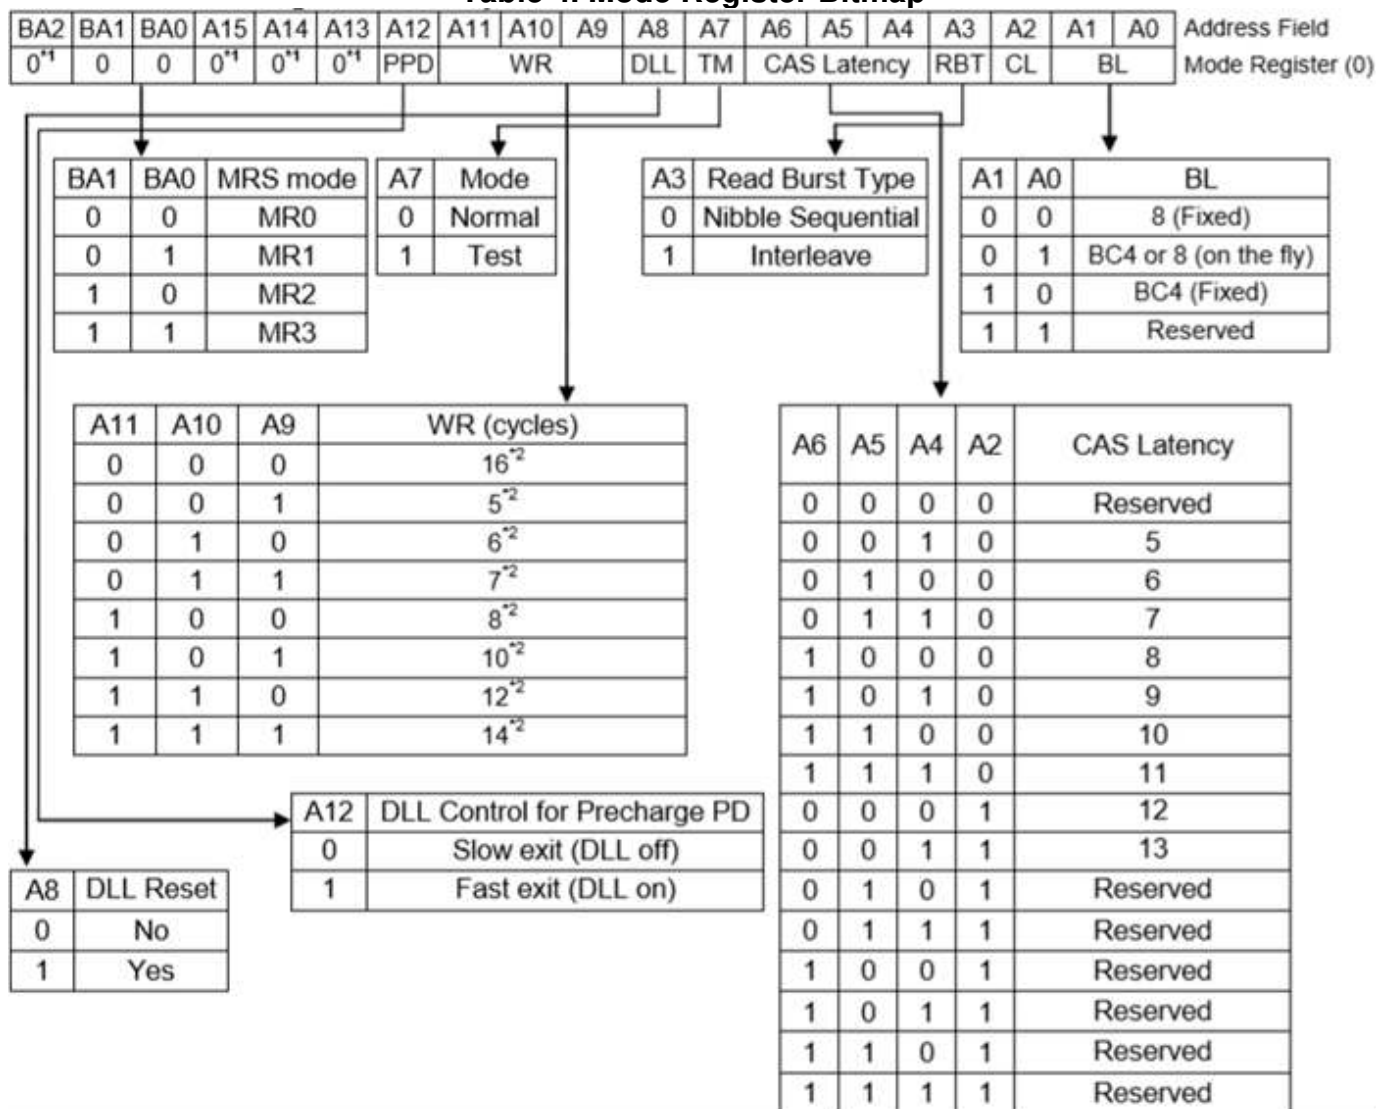 Table 4. Mode Register Bitmap
BA2 BA1 BA0 A15 A14 A13 A12 A11 A10 A9 A8 A7 A6 A5 A4 A3 A2 A1 A0 Address Field
0*1 0 0 0*1 0*1 0*1 PPD WR DLL TM CAS Latency RBT CL BL Mode Register (0)
BA1 BA0 MRS mode
0 0 MR0
0 1 MR1
1 0 MR2
1 1 MR3
A7 Mode
0 Normal
1 Test
A3 Read Burst Type
0 Nibble Sequential
1 Interleave
A1 A0 BL
0 0 8 (Fixed)
0 1 BC4 or 8 (on the fly)
1 0 BC4 (Fixed)
1 1 Reserved
A11 A10 A9 WR (cycles)
0 0 0 16*2
0 0 1 5*2
0 1 0 6*2
0 1 1 7*2
1 0 0 8*2
1 0 1 10*2
1 1 0 12*2
1 1 1 14*2
A6 A5 A4 A2 CAS Latency
0 0 0 0 Reserved
0 0 1 0 5
0 1 0 0 6
0 1 1 0 7
1 0 0 0 8
1 0 1 0 9
1 1 0 0 10
1 1 1 0 11
0 0 0 1 12
0 0 1 1 13
0 1 0 1 Reserved
0 1 1 1 Reserved
1 0 0 1 Reserved
1 0 1 1 Reserved
1 1 0 1 Reserved
1 1 1 1 Reserved
A12 DLL Control for Precharge PD
0 Slow exit (DLL off)
1 Fast exit (DLL on)
A8 DLL Reset
0 No
1 Yes